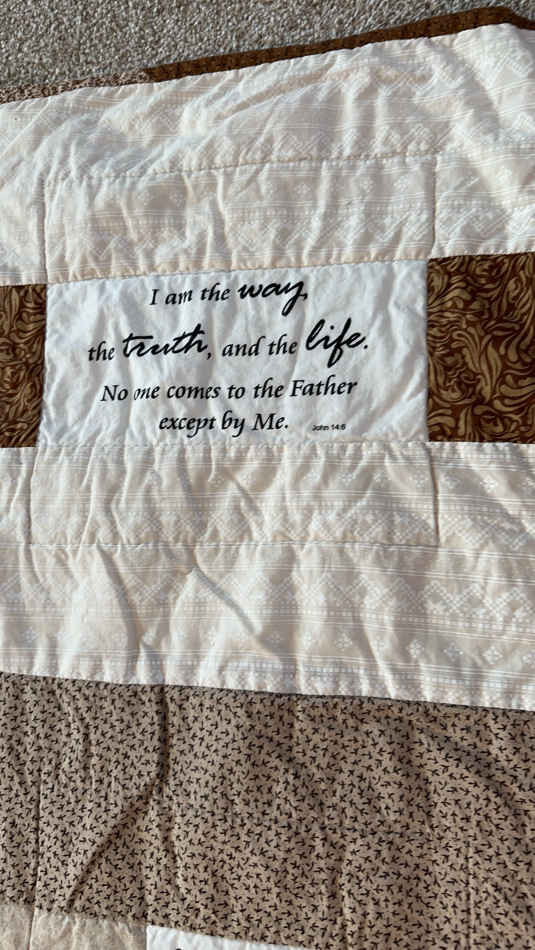 I am the way,
the truth, and the life.
No one comes to the Father
except by Me. John 14:6